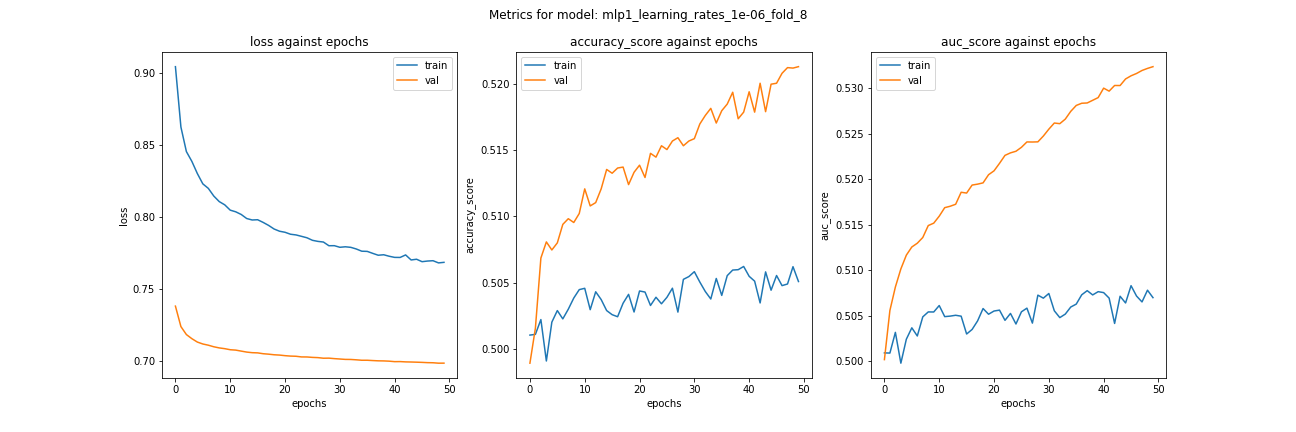 Metrics for model: mlp1_learning_rates_1e-06_fold_8
loss against epochs
accuracy_score against epochs
auc_score against epochs
train
val
0.90
0.85
0.80
0.75
0.70
loss
0 10 20 30 40 50
epochs
train
val
0.520
0.515
0.510
0.505
0.500
accuracy_score
0 10 20 30 40 50
epochs
train
val
0.530
0.525
0.520
0.515
0.510
0.505
0.500
auc_score
0 10 20 30 40 50
epochs